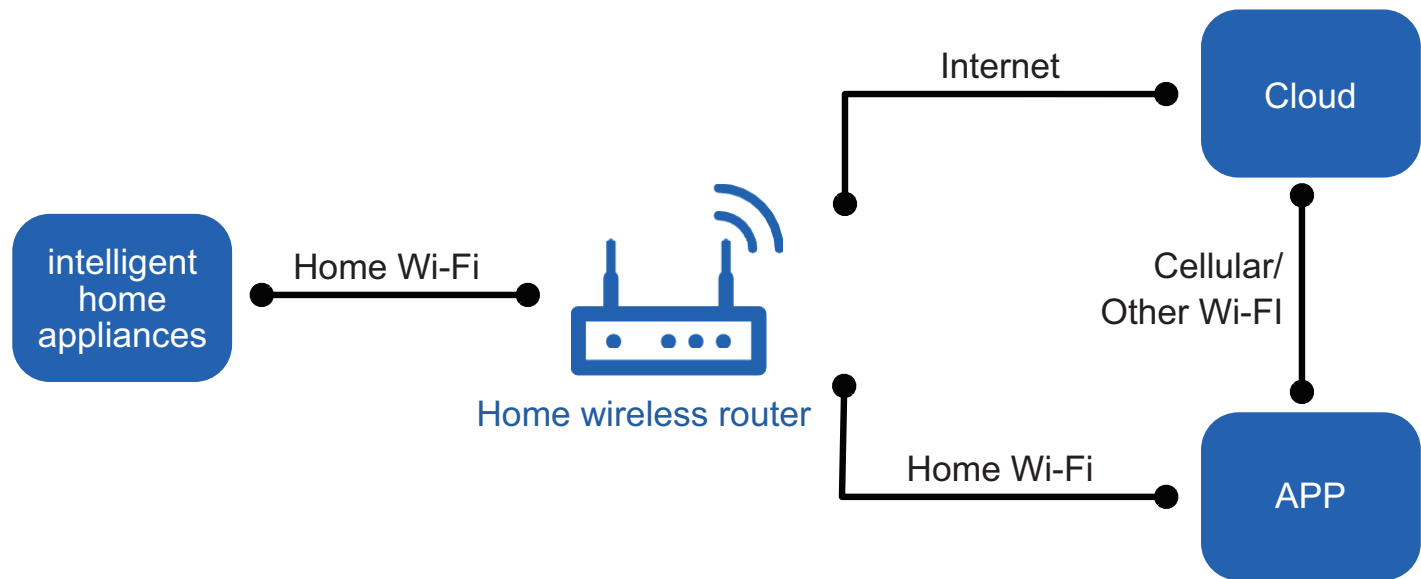 Internet
Cloud
intelligent
home
appliances
Home Wi-Fi
Cellular/
Other Wi-FI
Home wireless router
Home Wi-Fi
APP